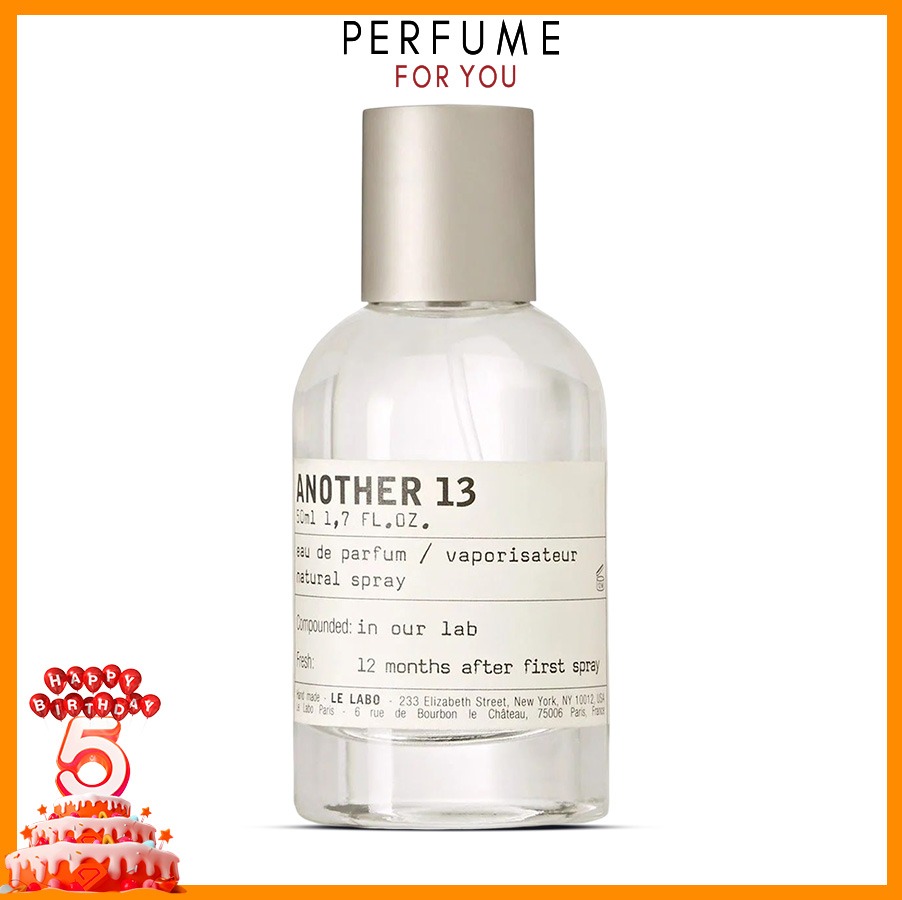 PERFUME
FOR YOU
ANOTHER 13
50ml 1,7 FL.OZ.
eau de parfum / vaporisateur
natural spray
Compounded: in our lab
Fresh: 12 months after first spray
Hand made - LE LABO - 233 Elizabeth Street, New York, NY 10012, USA
Le Labo Paris - 6 rue de Bourbon le Château, 75006 Paris, France
HAPPY
BIRTHDAY
5